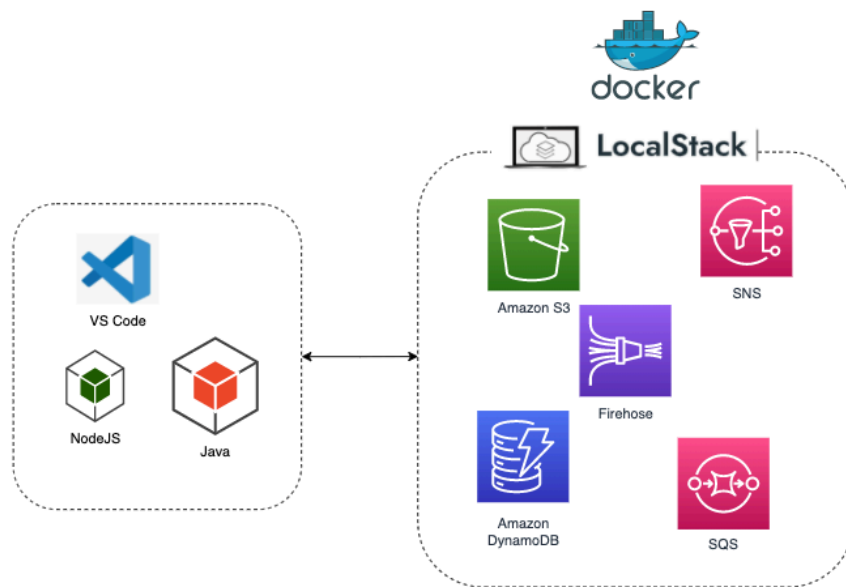 docker
LocalStack
VS Code
NodeJS
Java
Amazon S3
SNS
Firehose
Amazon
DynamoDB
SQS